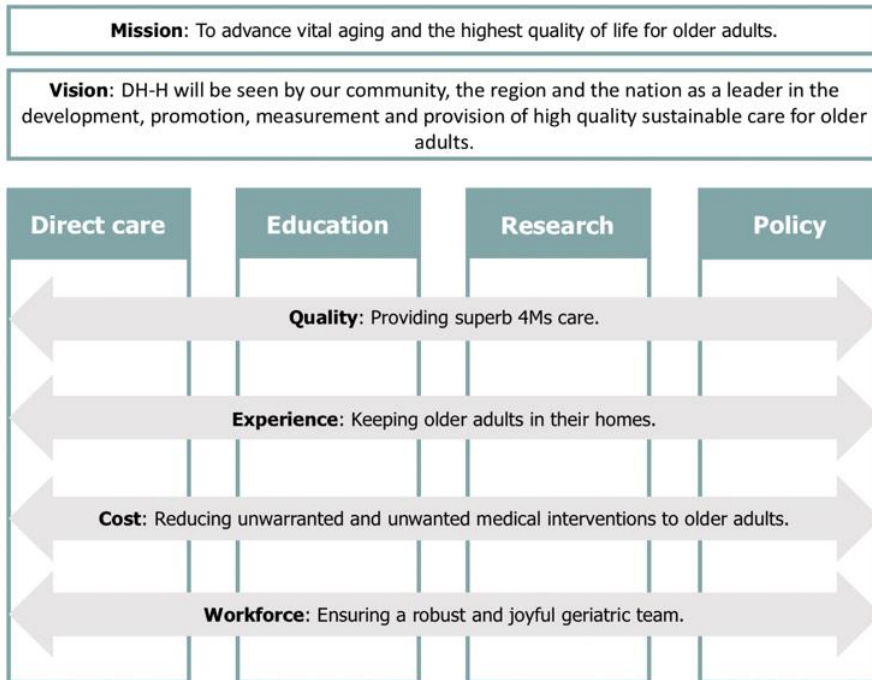 Mission: To advance vital aging and the highest quality of life for older adults.
Vision: DH-H will be seen by our community, the region and the nation as a leader in the
development, promotion, measurement and provision of high quality sustainable care for older
adults.
Direct care
Education
Research
Policy
Quality: Providing superb 4Ms care.
Experience: Keeping older adults in their homes.
Cost: Reducing unwarranted and unwanted medical interventions to older adults.
Workforce: Ensuring a robust and joyful geriatric team.